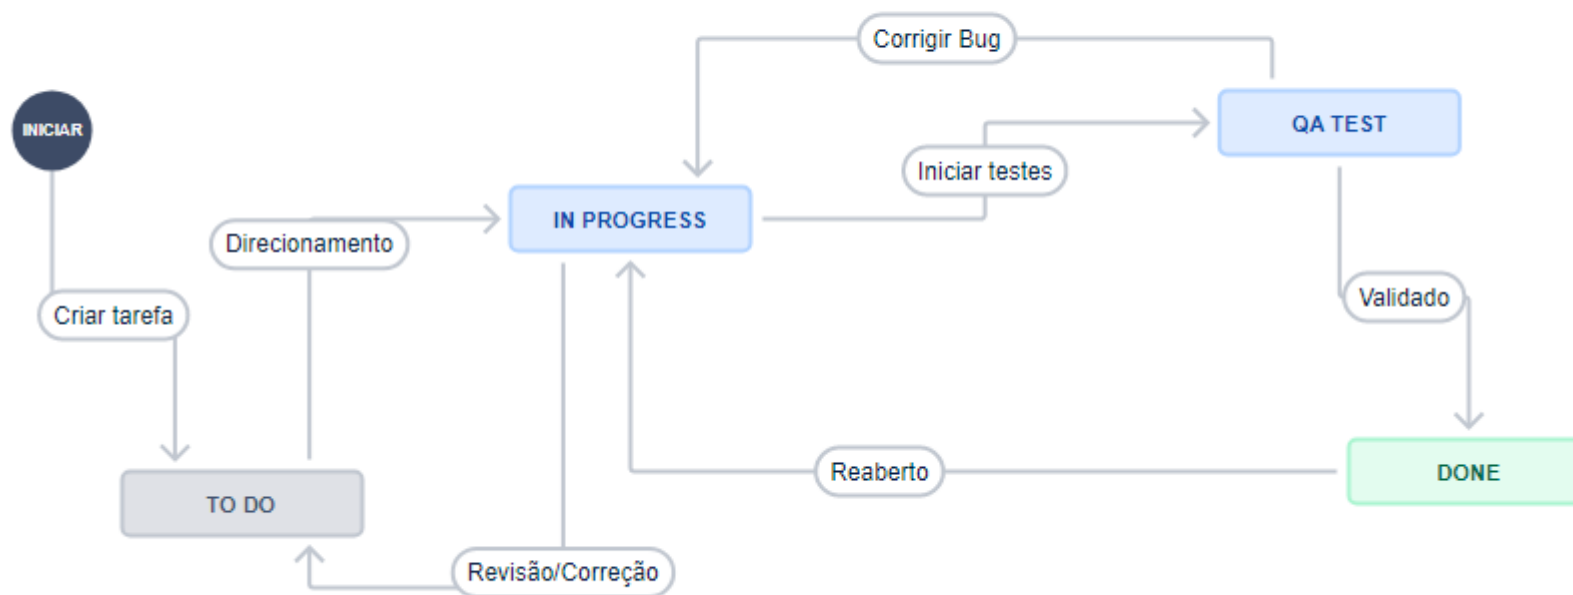 Corrigir Bug
INICIAR
QA TEST
Iniciar testes
IN PROGRESS
Direcionamento
Criar tarefa
Validado
Reaberto
DONE
TO DO
Revisão/Correção